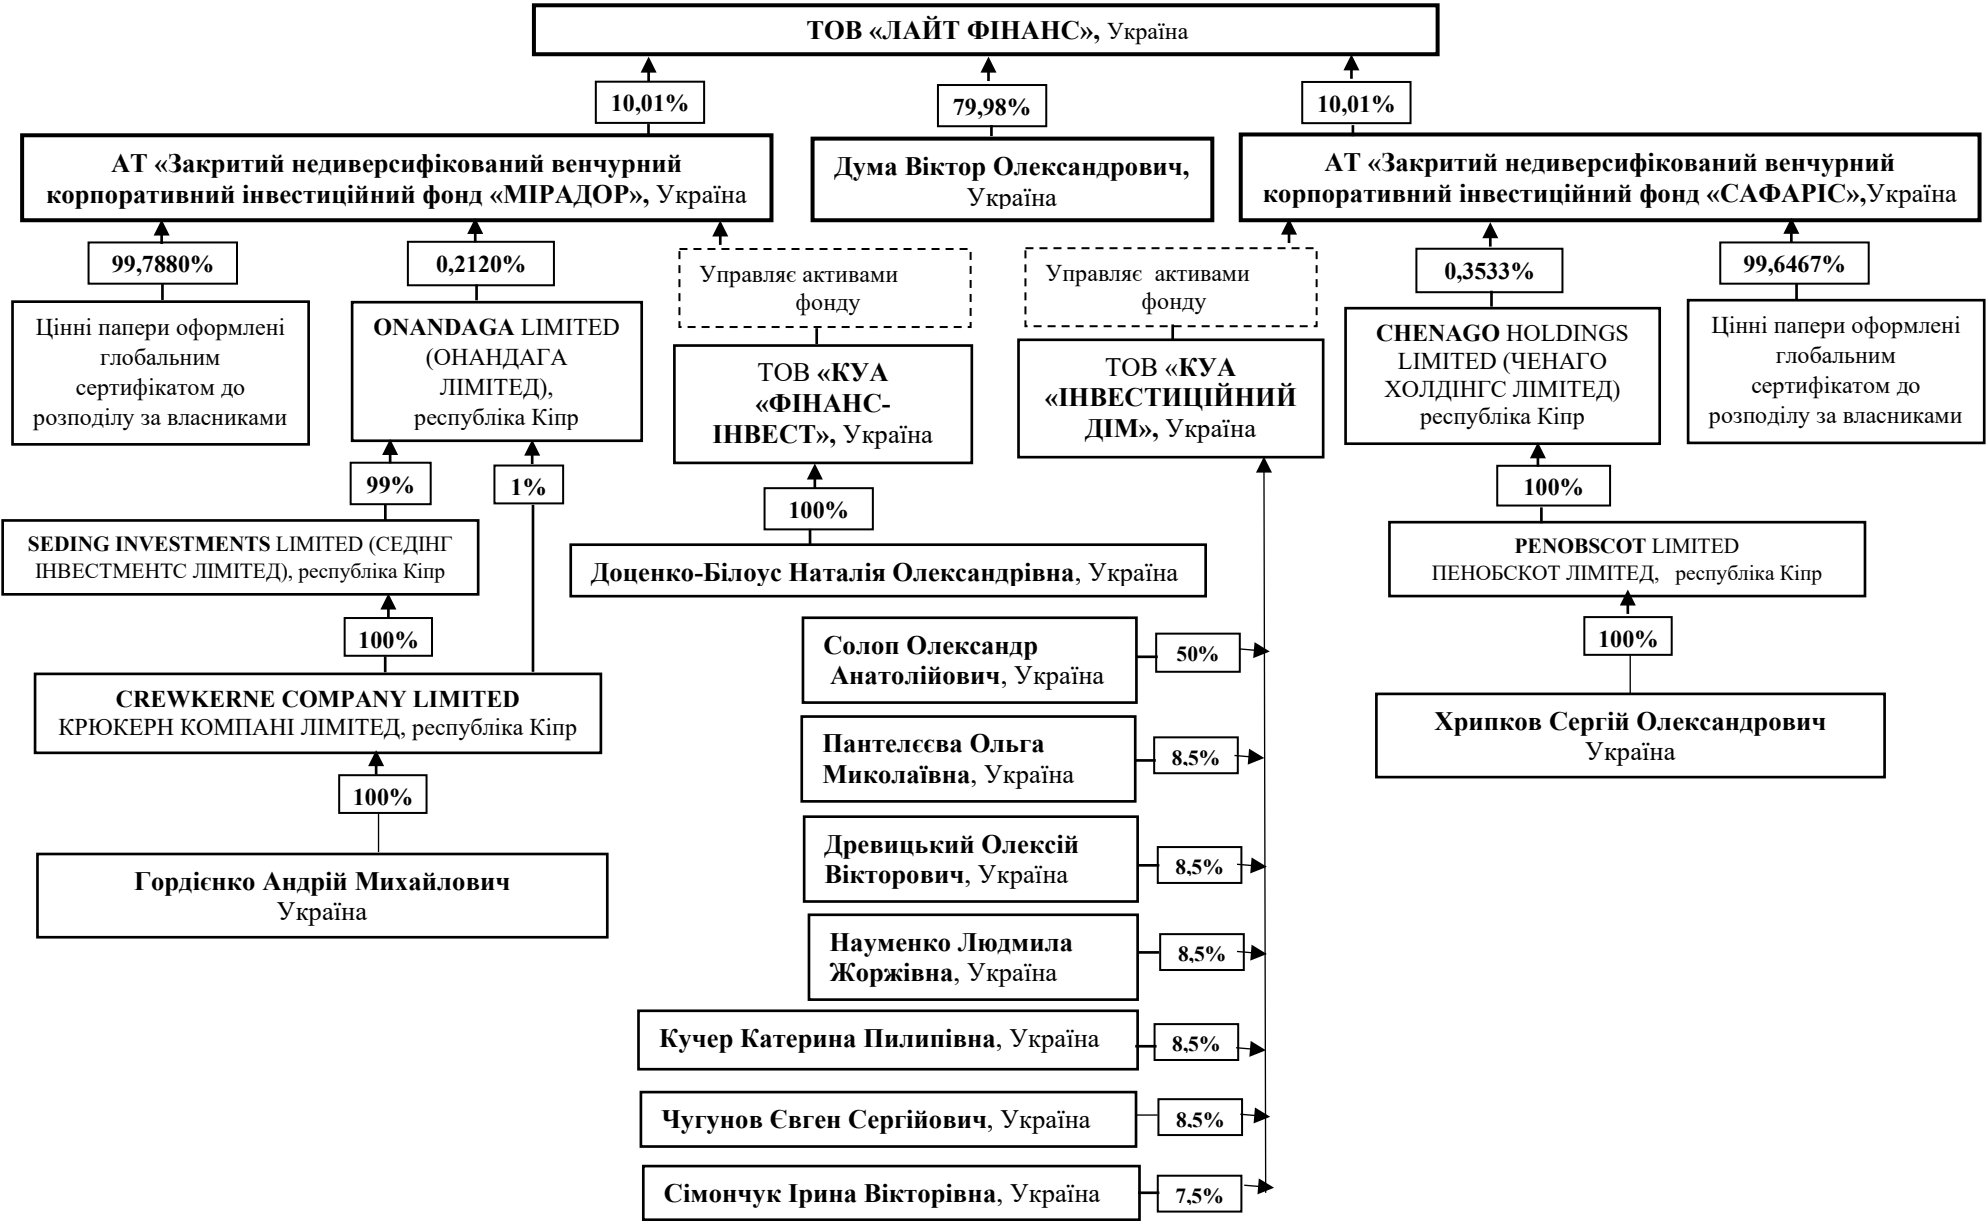 ТОВ «ЛАЙТ ФІНАНС», Україна
10,01%
79,98%
10,01%
АТ «Закритий недиверсифікований венчурний
корпоративний інвестиційний фонд «МІРАДОР», Україна
Дума Віктор Олександрович,
Україна
АТ «Закритий недиверсифікований венчурний
корпоративний інвестиційний фонд «САФАРІС»,Україна
99,7880%
0,2120%
Управляє активами
фонду
Управляє активами
фонду
0,3533%
99,6467%
Цінні папери оформлені
глобальним
сертифікатом до
розподілу за власниками
ONANDAGA LIMITED
(ОНАНДАГА
ЛІМІТЕД),
республіка Кіпр
ТОВ «КУА
«ФІНАНС-
ІНВЕСТ», Україна
ТОВ «КУА
«ІНВЕСТИЦІЙНИЙ
ДІМ», Україна
CHENAGO HOLDINGS
LIMITED (ЧЕНАГО
ХОЛДІНГС ЛІМІТЕД)
республіка Кіпр
Цінні папери оформлені
глобальним
сертифікатом до
розподілу за власниками
99%
1%
100%
100%
SEDING INVESTMENTS LIMITED (СЕДІНГ
ІНВЕСТМЕНТС ЛІМІТЕД), республіка Кіпр
Доценко-Білоус Наталія Олександрівна, Україна
PENOBSCOT LIMITED
ПЕНОБСКОТ ЛІМІТЕД, республіка Кіпр
100%
100%
CREWKERNE COMPANY LIMITED
КРЮКЕРН КОМПАНІ ЛІМІТЕД, республіка Кіпр
Хрипков Сергій Олександрович
Україна
100%
Гордієнко Андрій Михайлович
Україна
Солоп Олександр
Анатолійович, Україна
50%
Пантелєєва Ольга
Миколаївна, Україна
8,5%
Древицький Олексій
Вікторович, Україна
8,5%
Науменко Людмила
Жоржівна, Україна
8,5%
Кучер Катерина Пилипівна, Україна
8,5%
Чугунов Євген Сергійович, Україна
8,5%
Сімончук Ірина Вікторівна, Україна
7,5%